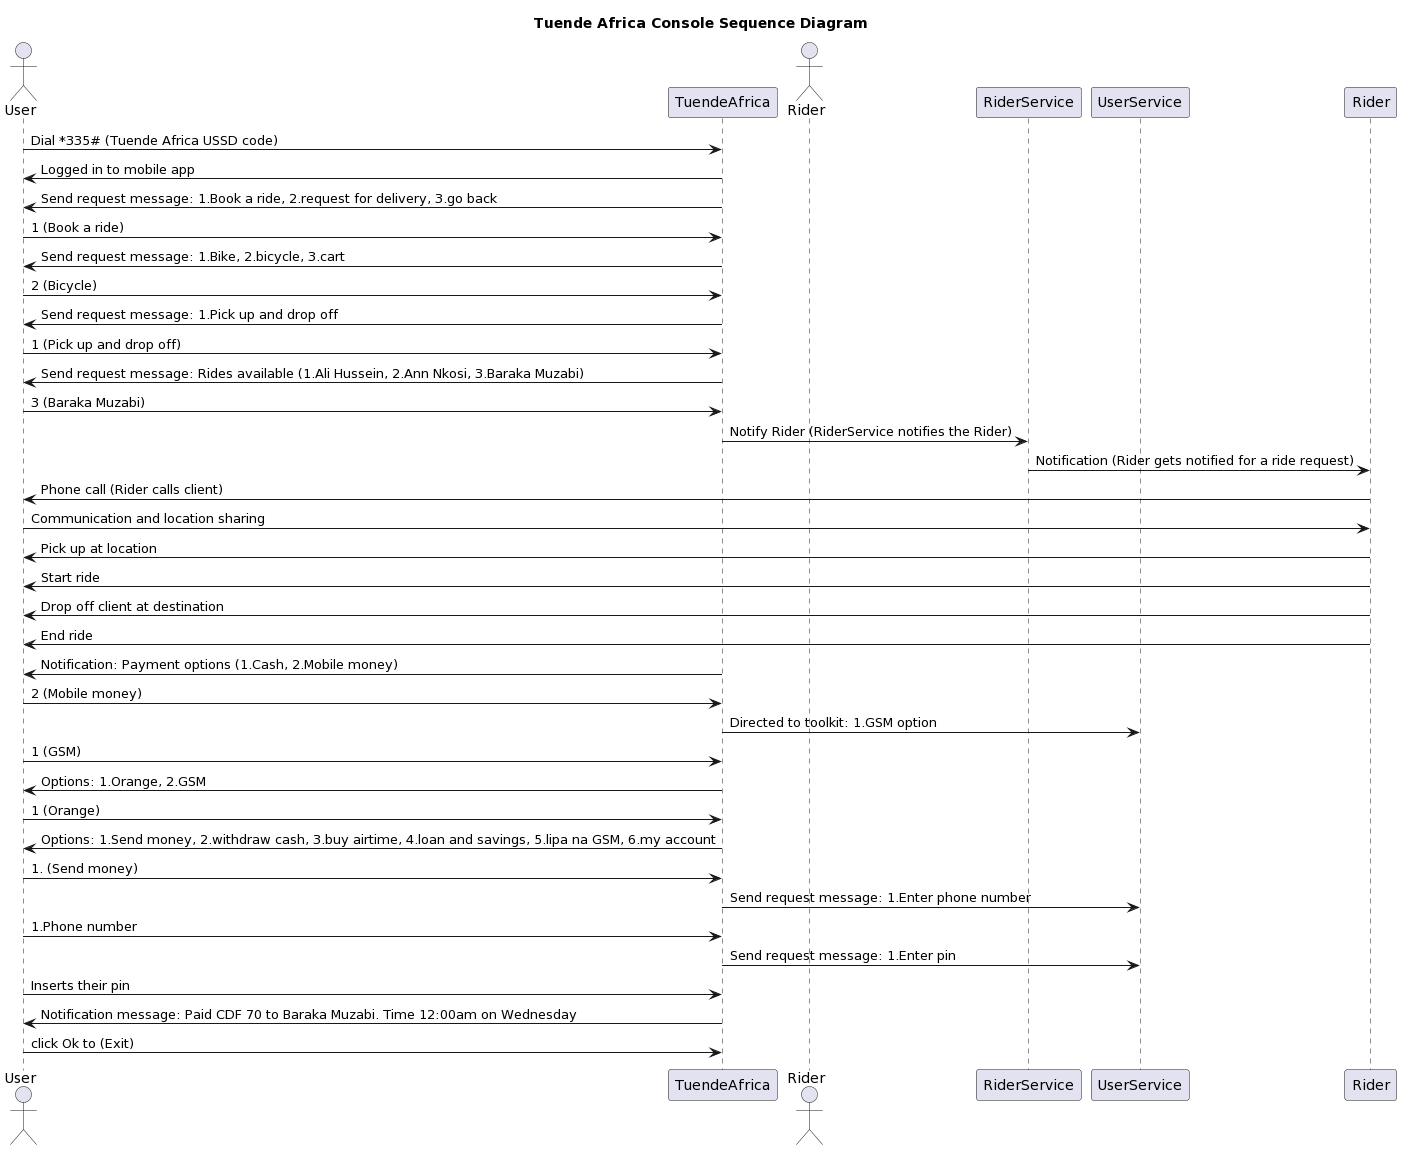 Tuende Africa Console Sequence Diagram
User
TuendeAfrica
Rider
RiderService
UserService
Rider
Dial *335# (Tuende Africa USSD code)
Logged in to mobile app
Send request message: 1.Book a ride, 2.request for delivery, 3.go back
1 (Book a ride)
Send request message: 1.Bike, 2.bicycle, 3.cart
2 (Bicycle)
Send request message: 1.Pick up and drop off
1 (Pick up and drop off)
Send request message: Rides available (1.Ali Hussein, 2.Ann Nkosi, 3.Baraka Muzabi)
3 (Baraka Muzabi)
Notify Rider (RiderService notifies the Rider)
Notification (Rider gets notified for a ride request)
Phone call (Rider calls client)
Communication and location sharing
Pick up at location
Start ride
Drop off client at destination
End ride
Notification: Payment options (1.Cash, 2.Mobile money)
2 (Mobile money)
Directed to toolkit: 1.GSM option
1 (GSM)
Options: 1.Orange, 2.GSM
1 (Orange)
Options: 1.Send money, 2.withdraw cash, 3.buy airtime, 4.loan and savings, 5.lipa na GSM, 6.my account
1. (Send money)
Send request message: 1.Enter phone number
1.Phone number
Send request message: 1.Enter pin
Inserts their pin
Notification message: Paid CDF 70 to Baraka Muzabi. Time 12:00am on Wednesday
click Ok to (Exit)
User
TuendeAfrica
Rider
RiderService
UserService
Rider